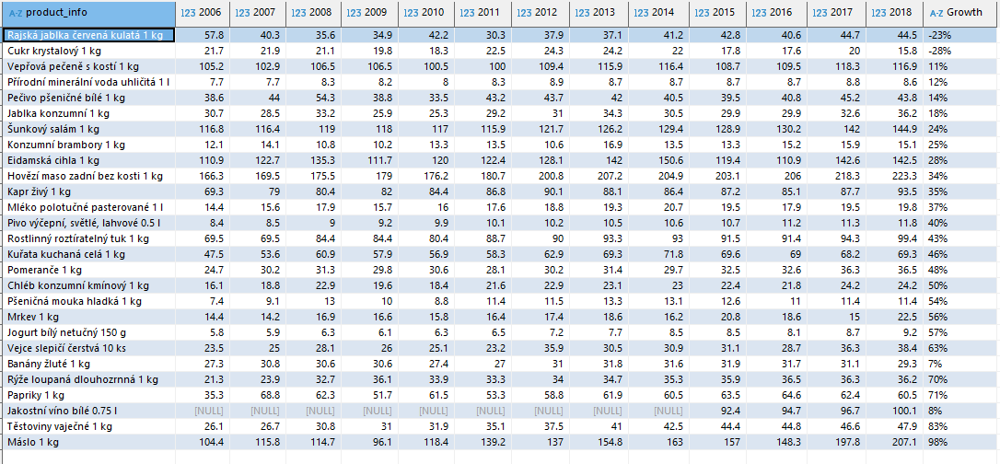 A-Z product_info 123 2006 123 2007 123 2008 123 2009 123 2010 123 2011 123 2012 123 2013 123 2014 123 2015 123 2016 123 2017 123 2018 A-Z Growth
Rajská jablka červená kulatá 1 kg 57.8 40.3 35.6 34.9 42.2 30.3 37.9 37.1 41.2 42.8 40.6 44.7 44.5 -23%
Cukr krystalový 1 kg 21.7 21.9 21.1 19.8 18.3 22.5 24.3 24.2 22 17.8 17.6 20 15.8 -28%
Vepřová pečeně s kostí 1 kg 105.2 102.9 106.5 106.5 100.5 100 109.4 115.9 116.4 108.7 109.5 118.3 116.9 11%
Přírodní minerální voda uhličitá 1 l 7.7 7.7 8.3 8.2 8 8.3 8.9 8.7 8.7 8.7 8.7 8.8 8.6 12%
Pečivo pšeničné bílé 1 kg 38.6 44 54.3 38.8 33.5 43.2 43.7 42 40.5 39.5 40.8 45.2 43.8 14%
Jablka konzumní 1 kg 30.7 28.5 33.2 25.9 25.3 29.2 31 34.3 30.5 29.9 29.9 32.6 36.2 18%
Šunkový salám 1 kg 116.8 116.4 119 118 117 115.9 121.7 126.2 129.4 128.9 130.2 142 144.9 24%
Konzumní brambory 1 kg 12.1 14.1 10.8 10.2 13.3 13.5 10.6 16.9 13.5 13.3 15.2 15.9 15.1 25%
Eidamská cihla 1 kg 110.9 122.7 135.3 111.7 120 122.4 128.1 142 150.6 119.4 110.9 142.6 142.5 28%
Hovězí maso zadní bez kosti 1 kg 166.3 169.5 175.5 179 176.2 180.7 200.8 207.2 204.9 203.1 206 218.3 223.3 34%
Kapr živý 1 kg 69.3 79 80.4 82 84.4 86.8 90.1 88.1 86.4 87.2 85.1 87.7 93.5 35%
Mléko polotučné pasterované 1 l 14.4 15.6 17.9 15.7 16 17.6 18.8 19.3 20.7 19.5 17.9 19.5 19.8 37%
Pivo výčepní, světlé, lahvové 0.5 l 8.4 8.5 9 9.2 9.9 10.1 10.2 10.5 10.6 10.7 11.2 11.3 11.8 40%
Rostlinný roztíratelný tuk 1 kg 69.5 69.5 84.4 84.4 80.4 88.7 90 93.3 93 91.5 91.4 94.3 99.4 43%
Kuřata kuchaná celá 1 kg 47.5 53.6 60.9 57.9 56.9 58.3 62.9 69.3 71.8 69.6 69 68.2 69.3 46%
Pomeranče 1 kg 24.7 30.2 31.3 29.8 30.6 28.1 30.2 31.4 29.7 32.5 32.6 36.3 36.5 48%
Chléb konzumní kmínový 1 kg 16.1 18.8 22.9 19.6 18.4 21.6 22.9 23.1 23 22.4 21.8 24.2 24.2 50%
Pšeničná mouka hladká 1 kg 7.4 9.1 13 10 8.8 11.4 11.5 13.3 13.1 12.6 11 11.4 11.4 54%
Mrkev 1 kg 14.4 14.2 16.9 16.6 15.8 16.4 17.4 18.6 16.2 20.8 18.6 15 22.5 56%
Jogurt bílý netučný 150 g 5.8 5.9 6.3 6.1 6.3 6.5 7.2 7.7 8.5 8.5 8.1 8.7 9.2 57%
Vejce slepičí čerstvá 10 ks 23.5 25 28.1 26 25.1 23.2 35.9 30.5 30.9 31.1 28.7 36.3 38.4 63%
Banány žluté 1 kg 27.3 30.8 30.6 30.6 27.4 27 31 31.8 31.6 31.9 31.7 31.1 29.3 7%
Rýže loupaná dlouhozrnná 1 kg 21.3 23.9 32.7 36.1 33.9 33.3 34 34.7 35.3 35.9 36.5 36.3 36.2 70%
Papriky 1 kg 35.3 68.8 62.3 51.7 61.5 53.3 58.8 61.9 60.5 63.5 64.6 62.4 60.5 71%
Jakostní víno bílé 0.75 l [NULL] [NULL] [NULL] [NULL] [NULL] [NULL] [NULL] [NULL] [NULL] 92.4 94.7 96.7 100.1 8%
Těstoviny vaječné 1 kg 26.1 26.7 30.8 31 31.9 35.1 37.5 41 42.5 44.4 44.8 46.6 47.9 83%
Máslo 1 kg 104.4 115.8 114.7 96.1 118.4 139.2 137 154.8 163 157 148.3 197.8 207.1 98%